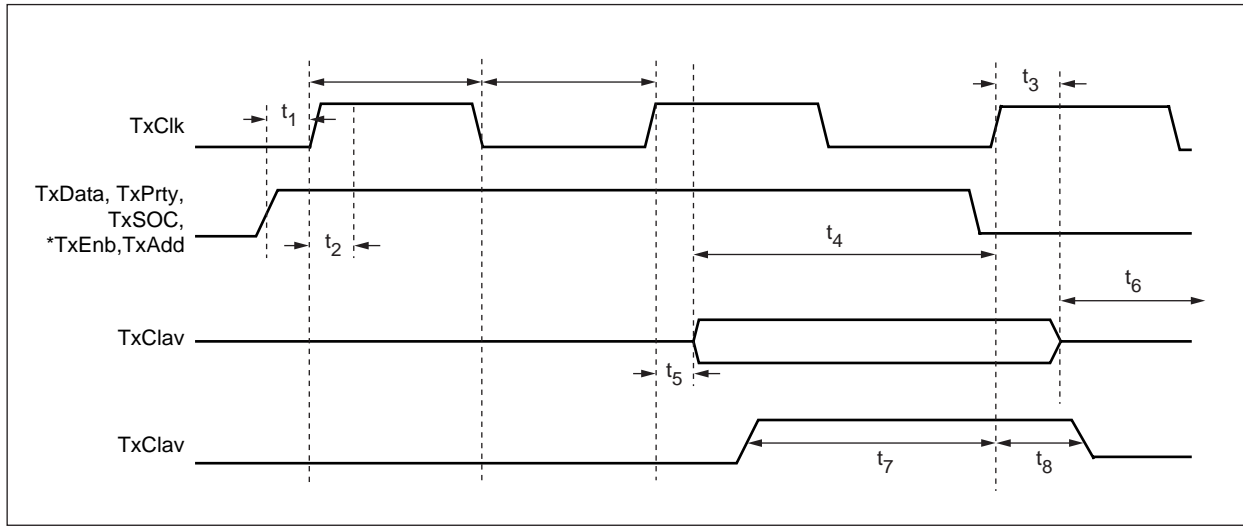 t3
t1
TxClk
TxData, TxPrty,
TxSOC,
*TxEnb,TxAdd
t2
t4
t6
TxClav
t5
TxClav
t7
t8